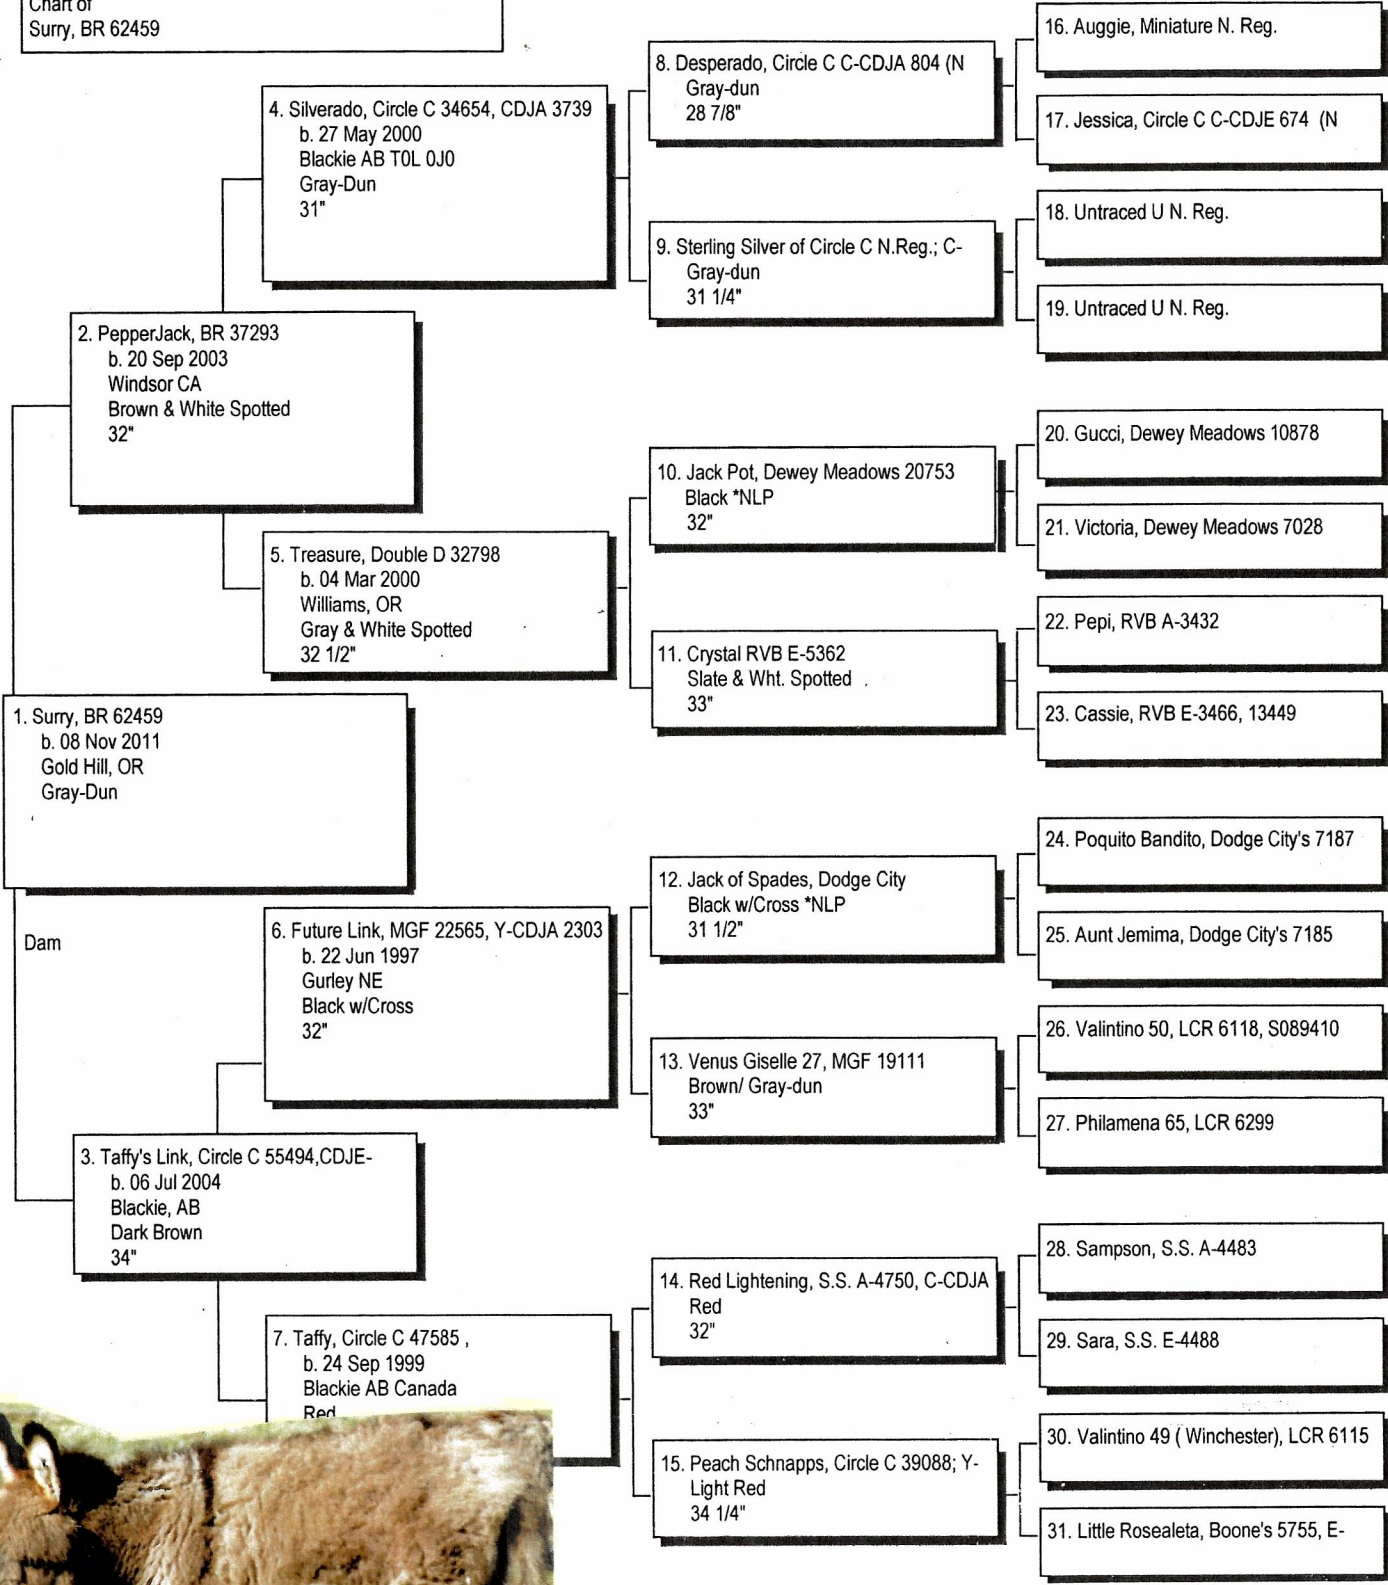 Chart of
Surry, BR 62459
1. Surry, BR 62459
b. 08 Nov 2011
Gold Hill, OR
Gray-Dun
Dam
2. PepperJack, BR 37293
b. 20 Sep 2003
Windsor CA
Brown & White Spotted
32"
3. Taffy's Link, Circle C 55494,CDJE-
b. 06 Jul 2004
Blackie, AB
Dark Brown
34"
4. Silverado, Circle C 34654, CDJA 3739
b. 27 May 2000
Blackie AB T0L 0J0
Gray-Dun
31"
5. Treasure, Double D 32798
b. 04 Mar 2000
Williams, OR
Gray & White Spotted
32 1/2"
6. Future Link, MGF 22565, Y-CDJA 2303
b. 22 Jun 1997
Gurley NE
Black w/Cross
32"
7. Taffy, Circle C 47585 ,
b. 24 Sep 1999
Blackie AB Canada
Red
8. Desperado, Circle C C-CDJA 804 (N
Gray-dun
28 7/8"
9. Sterling Silver of Circle C N.Reg.; C-
Gray-dun
31 1/4"
10. Jack Pot, Dewey Meadows 20753
Black *NLP
32"
11. Crystal RVB E-5362
Slate & Wht. Spotted
33"
12. Jack of Spades, Dodge City
Black w/Cross *NLP
31 1/2"
13. Venus Giselle 27, MGF 19111
Brown/ Gray-dun
33"
14. Red Lightening, S.S. A-4750, C-CDJA
Red
32"
15. Peach Schnapps, Circle C 39088; Y-
Light Red
34 1/4"
16. Auggie, Miniature N. Reg.
17. Jessica, Circle C C-CDJE 674 (N
18. Untraced U N. Reg.
19. Untraced U N. Reg.
20. Gucci, Dewey Meadows 10878
21. Victoria, Dewey Meadows 7028
22. Pepi, RVB A-3432
23. Cassie, RVB E-3466, 13449
24. Poquito Bandito, Dodge City's 7187
25. Aunt Jemima, Dodge City's 7185
26. Valintino 50, LCR 6118, S089410
27. Philamena 65, LCR 6299
28. Sampson, S.S. A-4483
29. Sara, S.S. E-4488
30. Valintino 49 ( Winchester), LCR 6115
31. Little Rosealeta, Boone's 5755, E-